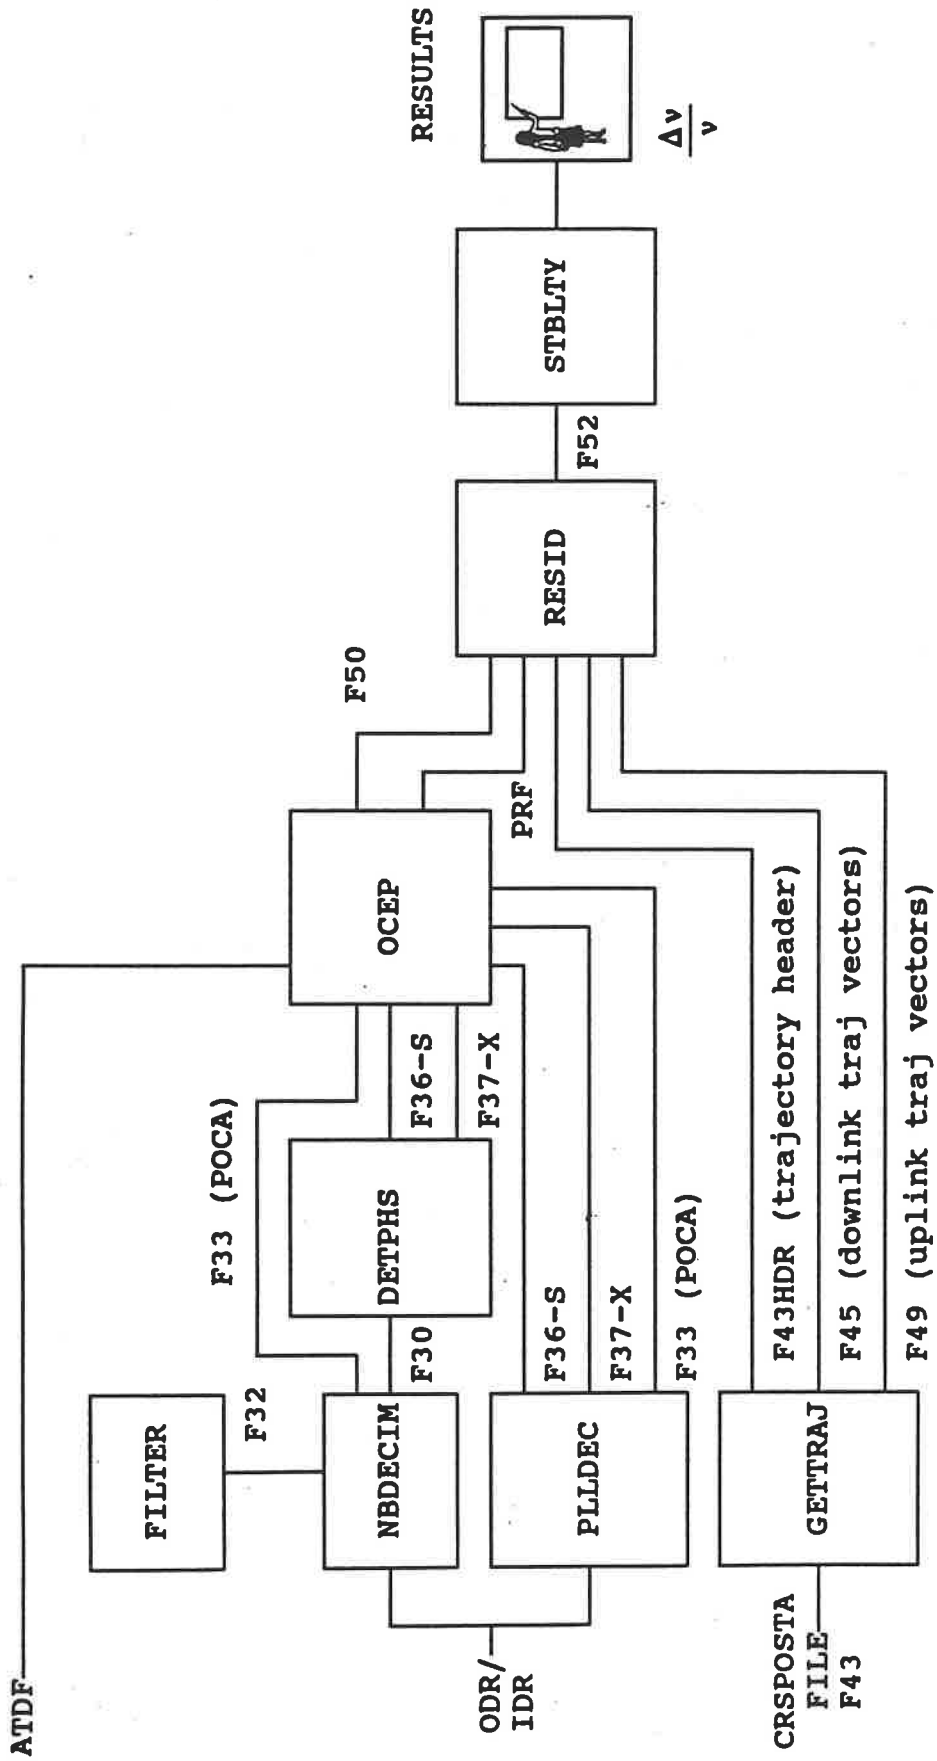 ATDF
FILTER
F32
F33 (POCA)
ODR/
IDR
NBDECIM
F30
DETPHS
F36-S
F37-X
OCEP
F50
PRF
PLLDEC
F36-S
F37-X
F33 (POCA)
CRSPOSTA
FILE
F43
GETTRAJ
F43HDR (trajectory header)
F45 (downlink traj vectors)
F49 (uplink traj vectors)
RESID
F52
STBLTY
RESULTS
Δν
ν